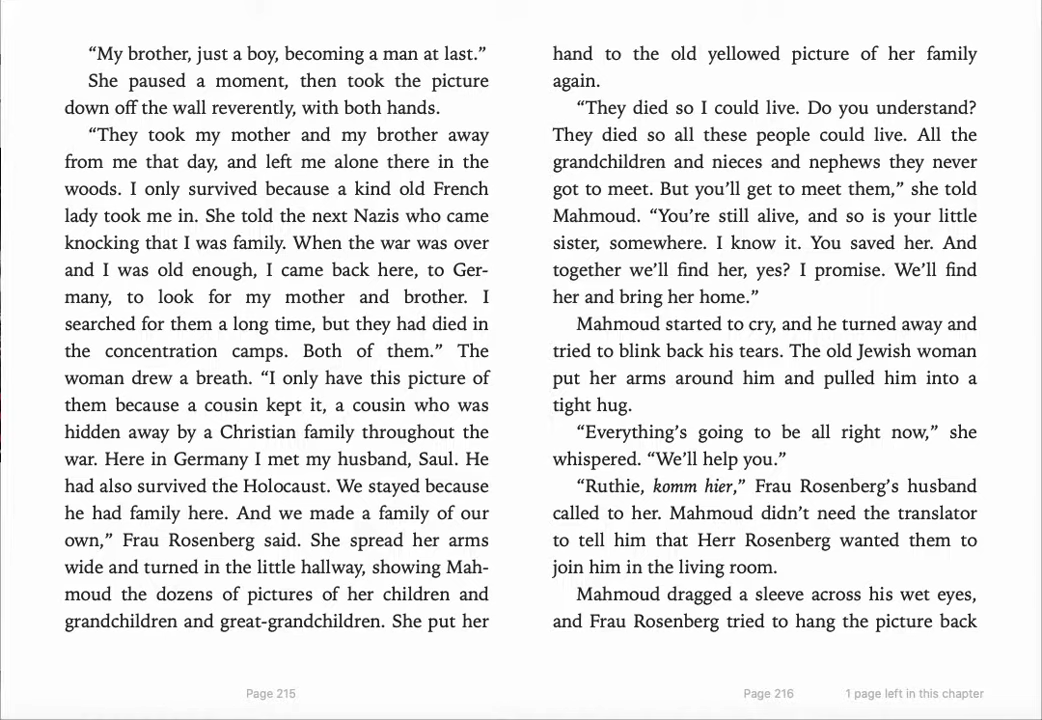 “My brother, just a boy, becoming a man at last.”
She paused a moment, then took the picture
down off the wall reverently, with both hands.
“They took my mother and my brother away
from me that day, and left me alone there in the
woods. I only survived because a kind old French
lady took me in. She told the next Nazis who came
knocking that I was family. When the war was over
and I was old enough, I came back here, to Ger-
many, to look for my mother and brother. I
searched for them a long time, but they had died in
the concentration camps. Both of them.” The
woman drew a breath. “I only have this picture of
them because a cousin kept it, a cousin who was
hidden away by a Christian family throughout the
war. Here in Germany I met my husband, Saul. He
had also survived the Holocaust. We stayed because
he had family here. And we made a family of our
own,” Frau Rosenberg said. She spread her arms
wide and turned in the little hallway, showing Mah-
moud the dozens of pictures of her children and
grandchildren and great-grandchildren. She put her
Page 215
hand to the old yellowed picture of her family
again.
“They died so I could live. Do you understand?
They died so all these people could live. All the
grandchildren and nieces and nephews they never
got to meet. But you’ll get to meet them,” she told
Mahmoud. “You’re still alive, and so is your little
sister, somewhere. I know it. You saved her. And
together we’ll find her, yes? I promise. We’ll find
her and bring her home.”
Mahmoud started to cry, and he turned away and
tried to blink back his tears. The old Jewish woman
put her arms around him and pulled him into a
tight hug.
“Everything’s going to be all right now,” she
whispered. “We’ll help you.”
“Ruthie, komm hier,” Frau Rosenberg’s husband
called to her. Mahmoud didn’t need the translator
to tell him that Herr Rosenberg wanted them to
join him in the living room.
Mahmoud dragged a sleeve across his wet eyes,
and Frau Rosenberg tried to hang the picture back
Page 216
1 page left in this chapter